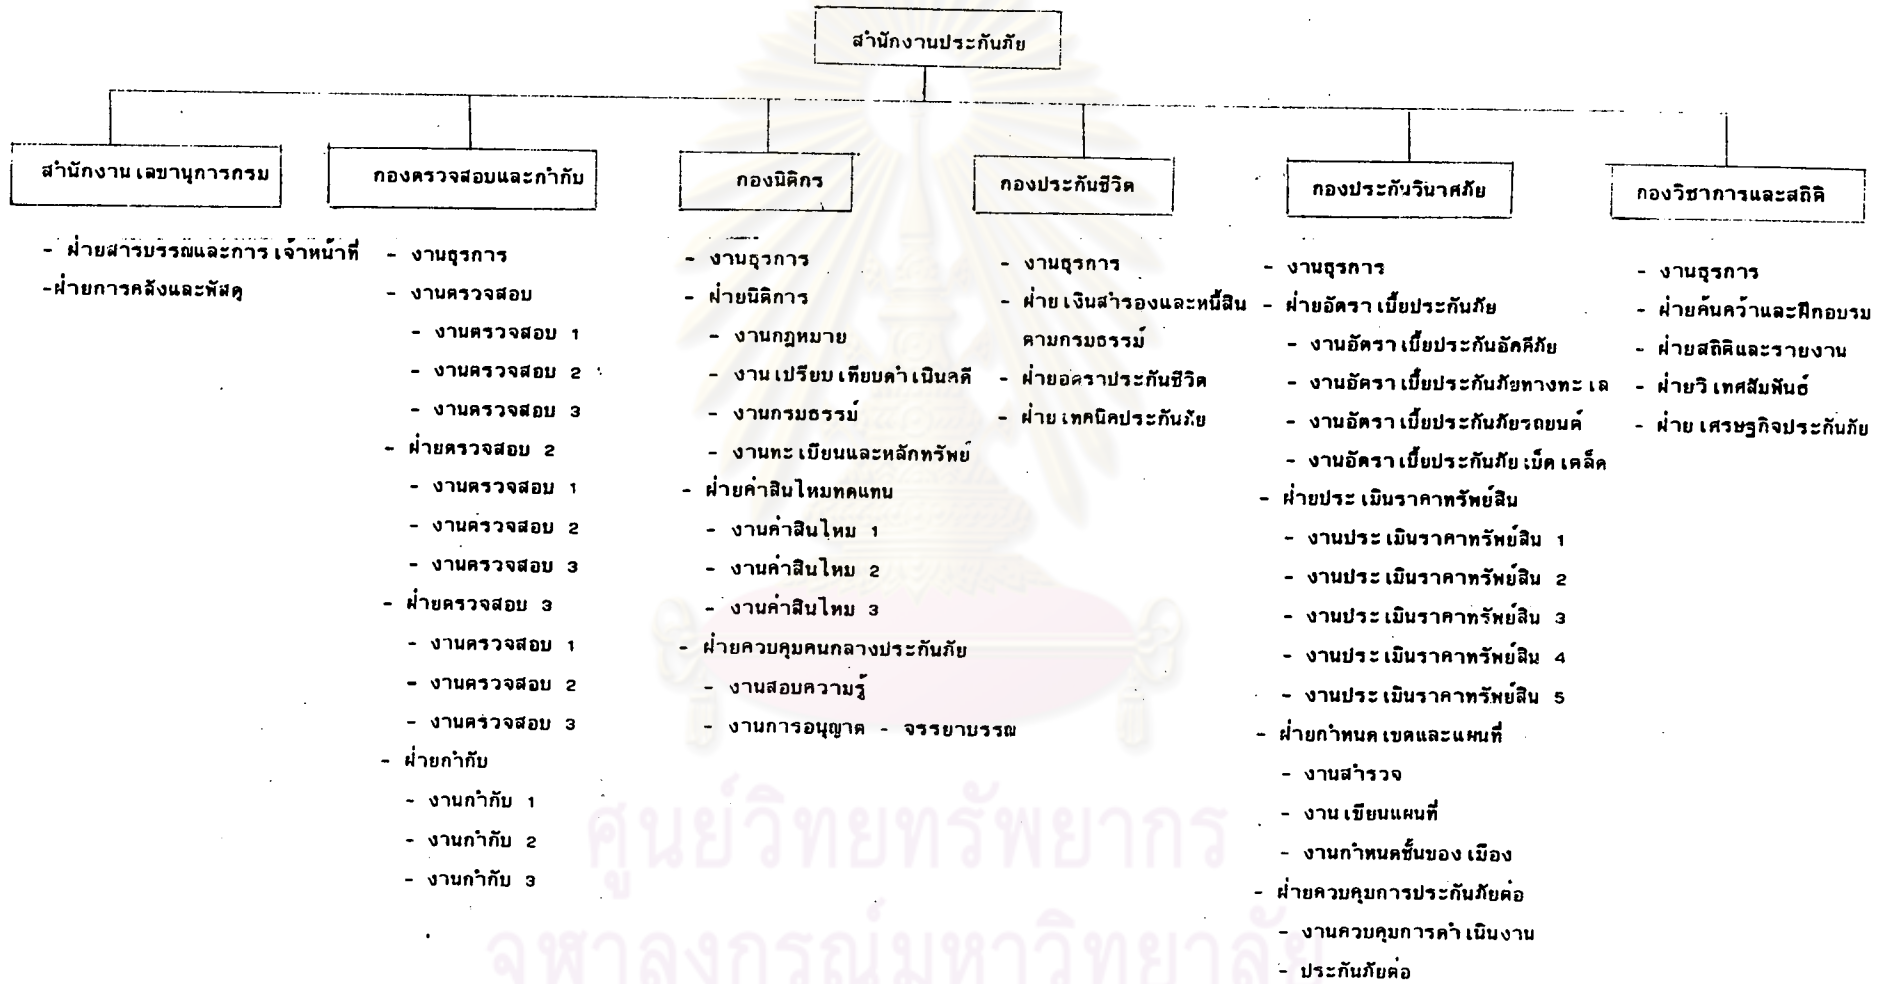 สำนักงานประกันภัย
สำนักงานเลขานุการกรม
- ฝ่ายสารบรรณและการเจ้าหน้าที่
-ฝ่ายการคลังและพัสดุ
กองตรวจสอบและกำกับ
- งานธุรการ
- งานตรวจสอบ
- งานตรวจสอบ 1
- งานตรวจสอบ 2
- งานตรวจสอบ 3
- ฝ่ายตรวจสอบ 2
- งานตรวจสอบ 1
- งานตรวจสอบ 2
- งานตรวจสอบ 3
- ฝ่ายตรวจสอบ 3
- งานตรวจสอบ 1
- งานตรวจสอบ 2
- งานตรวจสอบ 3
- ฝ่ายกำกับ
- งานกำกับ 1
- งานกำกับ 2
- งานกำกับ 3
กองนิติกร
- งานธุรการ
- ฝ่ายนิติการ
- งานกฎหมาย
- งานเปรียบเทียบดำเนินคดี
- งานกรมธรรม์
- งานทะเบียนและหลักทรัพย์
- ฝ่ายค่าสินไหมทดแทน
- งานค่าสินไหม 1
- งานค่าสินไหม 2
- งานค่าสินไหม 3
- ฝ่ายควบคุมคนกลางประกันภัย
- งานสอบความรู้
- งานการอนุญาต - จรรยาบรรณ
กองประกันชีวิต
- งานธุรการ
- ฝ่ายเงินสำรองและหนี้สิน
ตามกรมธรรม์
- ฝ่ายอัตราประกันชีวิต
- ฝ่ายเทคนิคประกันภัย
กองประกันวินาศภัย
- งานธุรการ
- ฝ่ายอัตราเบี้ยประกันภัย
- งานอัตราเบี้ยประกันอัคคีภัย
- งานอัตราเบี้ยประกันภัยทางทะเล
- งานอัตราเบี้ยประกันภัยรถยนต์
- งานอัตราเบี้ยประกันภัยเบ็ดเตล็ด
- ฝ่ายประเมินราคาทรัพย์สิน
- งานประเมินราคาทรัพย์สิน 1
- งานประเมินราคาทรัพย์สิน 2
- งานประเมินราคาทรัพย์สิน 3
- งานประเมินราคาทรัพย์สิน 4
- งานประเมินราคาทรัพย์สิน 5
- ฝ่ายกำหนดเขตและแผนที่
- งานสำรวจ
- งานเขียนแผนที่
- งานกำหนดชั้นของเมือง
- ฝ่ายควบคุมการประกันภัยต่อ
- งานควบคุมการดำเนินงาน
- ประกันภัยต่อ
กองวิชาการและสถิติ
- งานธุรการ
- ฝ่ายค้นคว้าและฝึกอบรม
- ฝ่ายสถิติและรายงาน
- ฝ่ายวิเทศสัมพันธ์
- ฝ่ายเศรษฐกิจประกันภัย
ศูนย์วิทยทรัพยากร
จุฬาลงกรณ์มหาวิทยาลัย